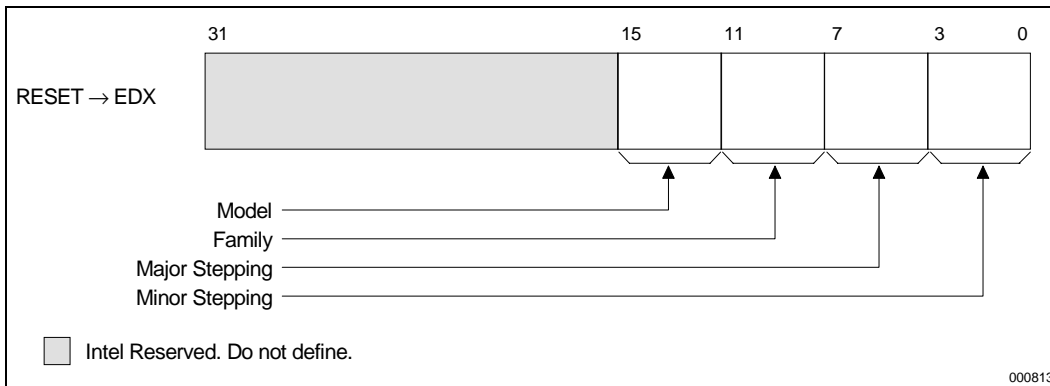 31 15 11 7 3 0
RESET → EDX
Model
Family
Major Stepping
Minor Stepping
Intel Reserved. Do not define.
000813